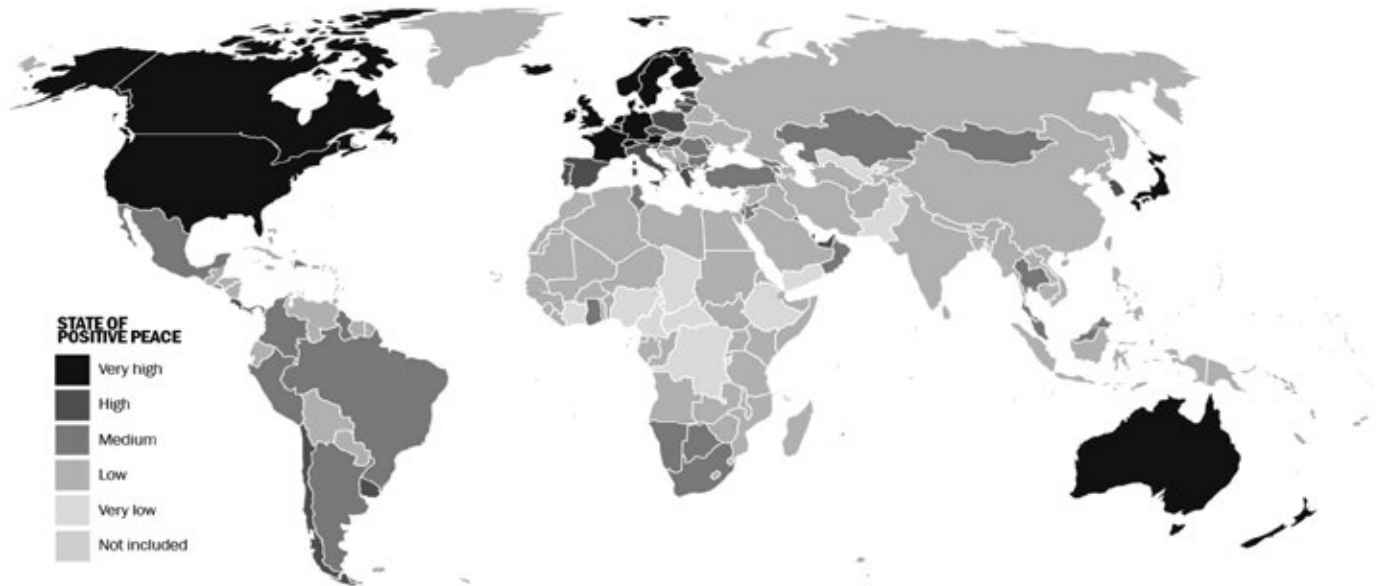 STATE OF
POSITIVE PEACE
Very high
High
Medium
Low
Very low
Not included